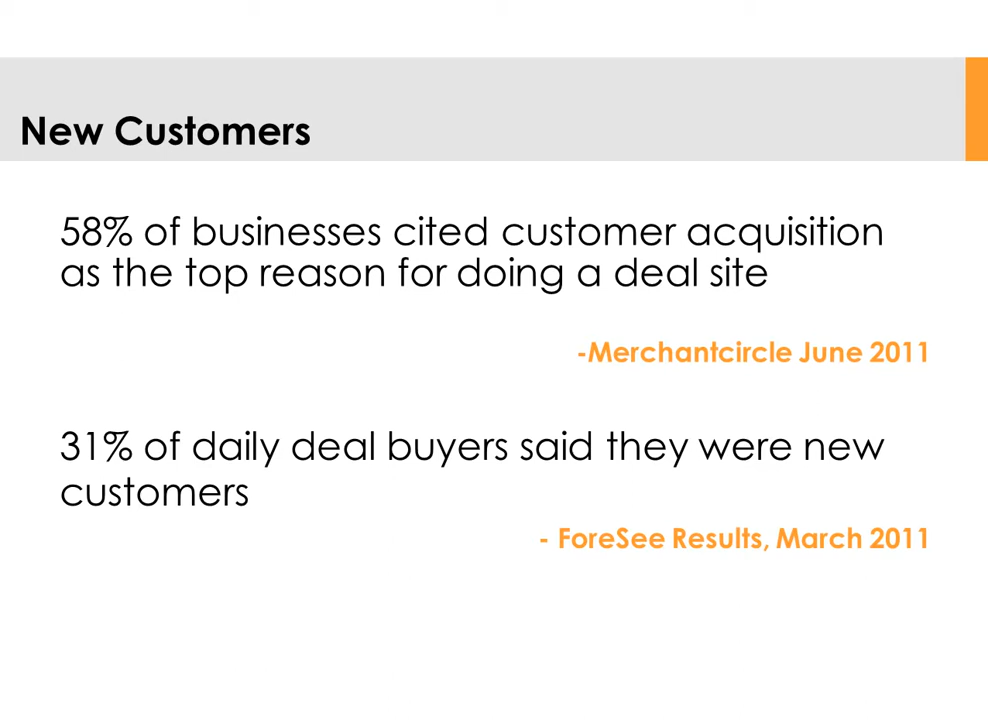 New Customers
58% of businesses cited customer acquisition
as the top reason for doing a deal site
-Merchantcircle June 2011
31% of daily deal buyers said they were new
customers
- ForeSee Results, March 2011